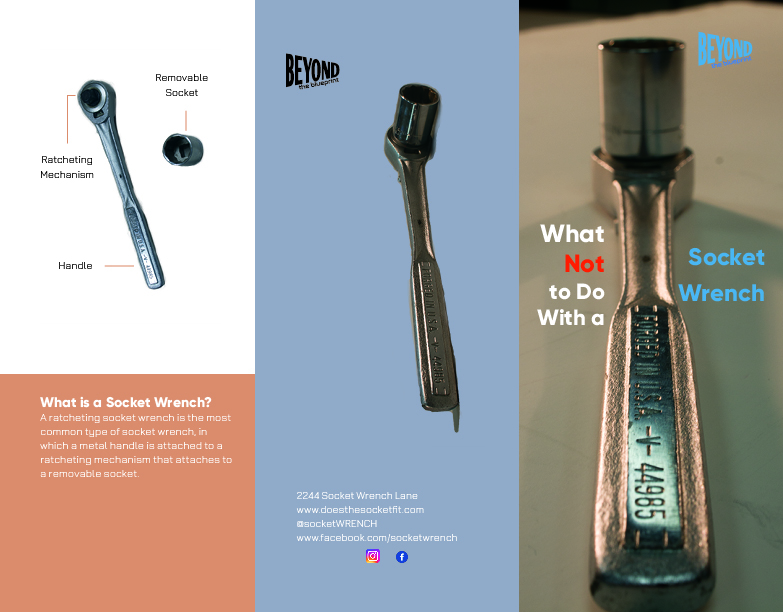 Removable
Socket
Ratcheting
Mechanism
Handle
What is a Socket Wrench?
A ratcheting socket wrench is the most
common type of socket wrench, in
which a metal handle is attached to a
ratcheting mechanism that attaches to
a removable socket.
BEYOND
the blueprint
FORGED IN U.S.A. -V- 44985
2244 Socket Wrench Lane
www.doesthesocketfit.com
@socketWRENCH
www.facebook.com/socketwrench
BEYOND
the blueprint
What
Not
to Do
With a
Socket
Wrench
FORGED IN U.S.A. -V- 44985